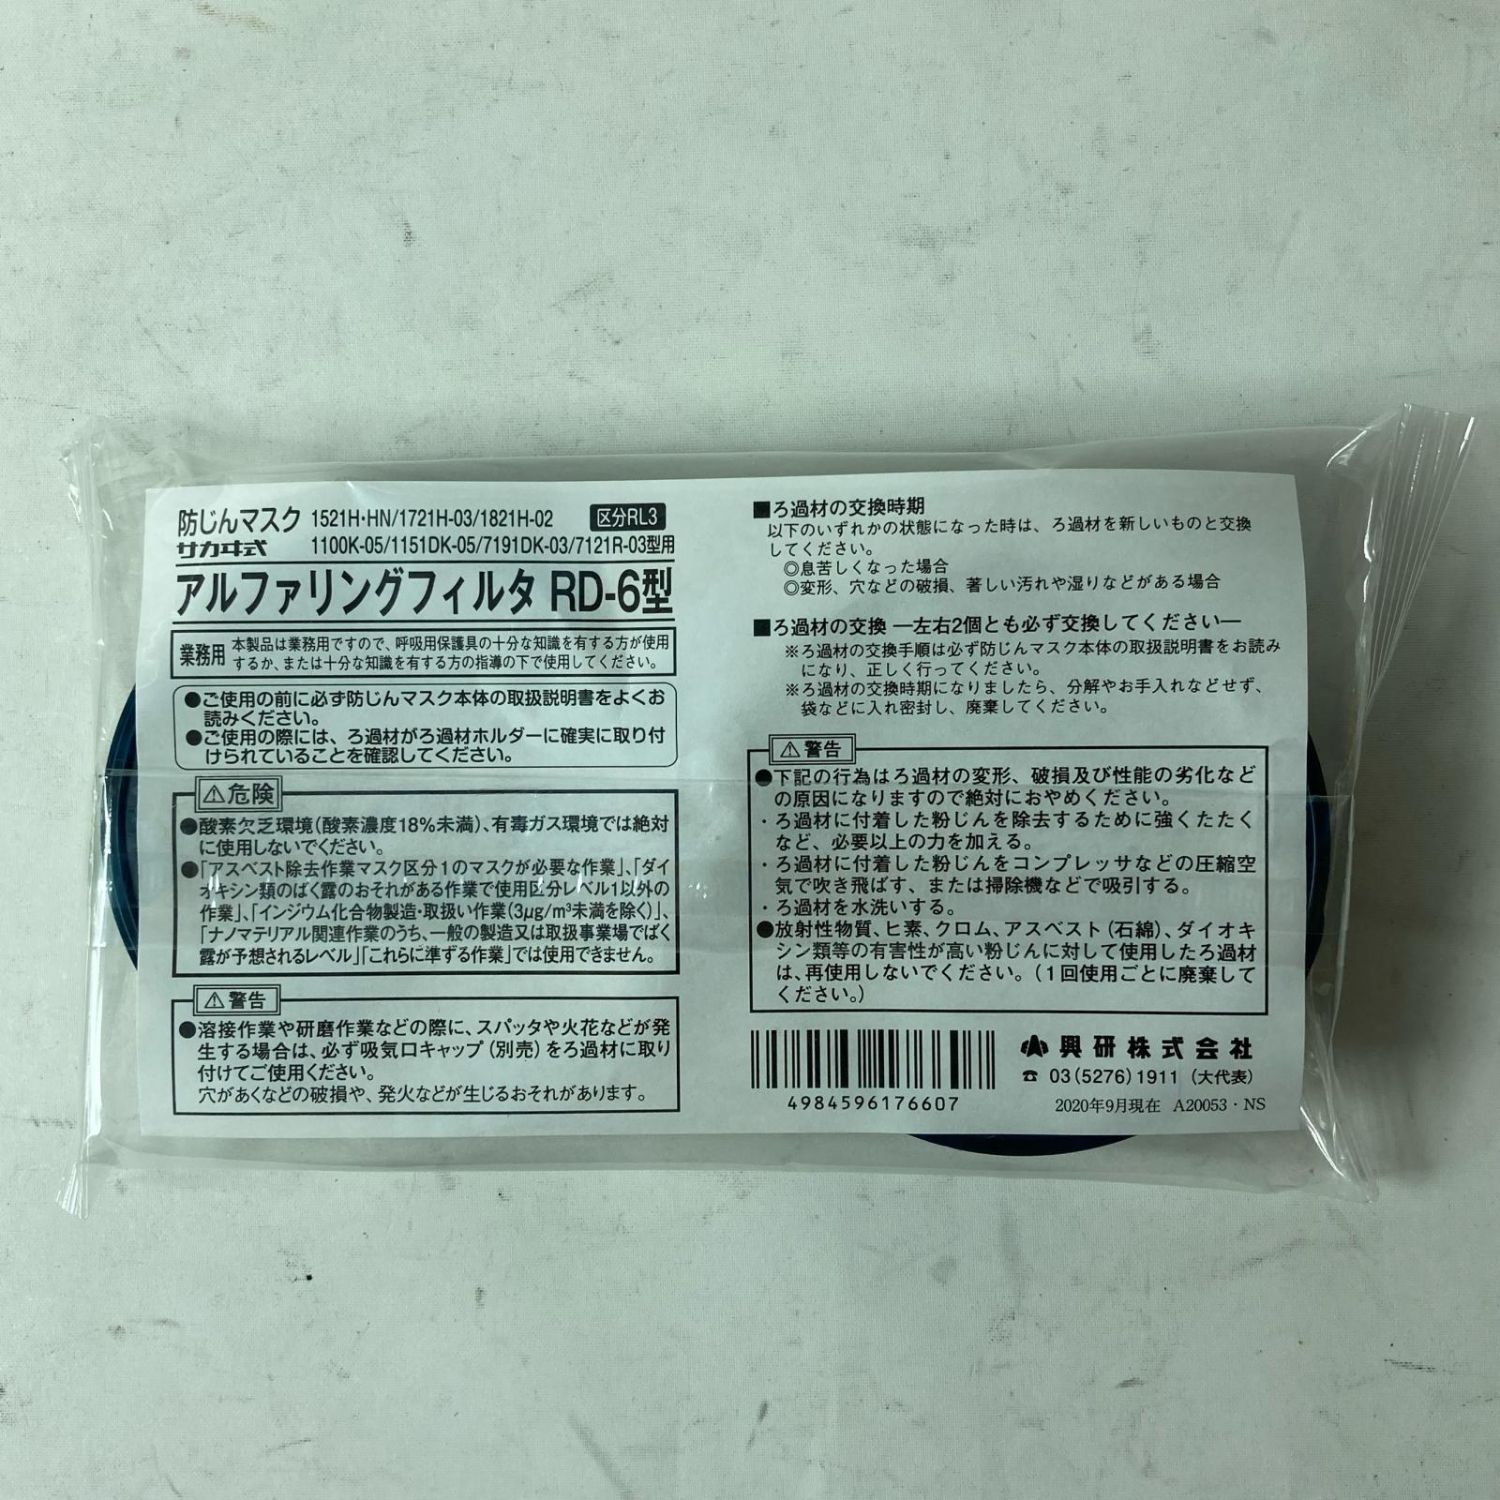 防じんマスク 1521H・HN/1721H-03/1821H-02 区分RL3
サカヰ式 1100K-05/1151DK-05/7191DK-03/7121R-03型用
アルファリングフィルタ RD-6型
業務用 本製品は業務用ですので、呼吸用保護具の十分な知識を有する方が使用
するか、または十分な知識を有する方の指導の下で使用してください。
●ご使用の前に必ず防じんマスク本体の取扱説明書をよくお
読みください。
●ご使用の際には、ろ過材がろ過材ホルダーに確実に取り付
けられていることを確認してください。
⚠危険
●酸素欠乏環境(酸素濃度18%未満)、有毒ガス環境では絶対
に使用しないでください。
●「アスベスト除去作業マスク区分1のマスクが必要な作業」、「ダイ
オキシン類のばく露のおそれがある作業で使用区分レベル1以外の
作業」、「インジウム化合物製造・取扱い作業(3μg/m³未満を除く)」、
「ナノマテリアル関連作業のうち、一般の製造又は取扱事業場でばく
露が予想されるレベル」「これらに準ずる作業」では使用できません。
⚠警告
●溶接作業や研磨作業などの際に、スパッタや火花などが発
生する場合は、必ず吸気口キャップ(別売)をろ過材に取り
付けてご使用ください。
穴があくなどの破損や、発火などが生じるおそれがあります。
■ろ過材の交換時期
以下のいずれかの状態になった時は、ろ過材を新しいものと交換
してください。
◎息苦しくなった場合
◎変形、穴などの破損、著しい汚れや湿りなどがある場合
■ろ過材の交換 ―左右2個とも必ず交換してください―
※ろ過材の交換手順は必ず防じんマスク本体の取扱説明書をお読み
になり、正しく行ってください。
※ろ過材の交換時期になりましたら、分解やお手入れなどせず、
袋などに入れ密封し、廃棄してください。
⚠警告
●下記の行為はろ過材の変形、破損及び性能の劣化など
の原因になりますので絶対におやめください。
・ろ過材に付着した粉じんを除去するために強くたたく
など、必要以上の力を加える。
・ろ過材に付着した粉じんをコンプレッサなどの圧縮空
気で吹き飛ばす、または掃除機などで吸引する。
・ろ過材を水洗いする。
●放射性物質、ヒ素、クロム、アスベスト(石綿)、ダイオキ
シン類等の有害性が高い粉じんに対して使用したろ過材
は、再使用しないでください。(1回使用ごとに廃棄して
ください。)
4984596176607
興研株式会社
☎ 03(5276)1911 (大代表)
2020年9月現在 A20053・NS